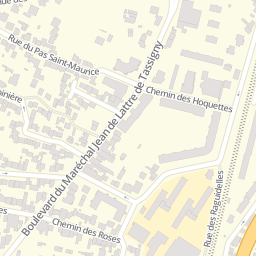 Rue du Pas Saint-Maurice
Chemin des Hoquettes
Boulevard du Maréchal Jean de Lattre de Tassigny
Rue des Raguidelles
Chemin des Roses